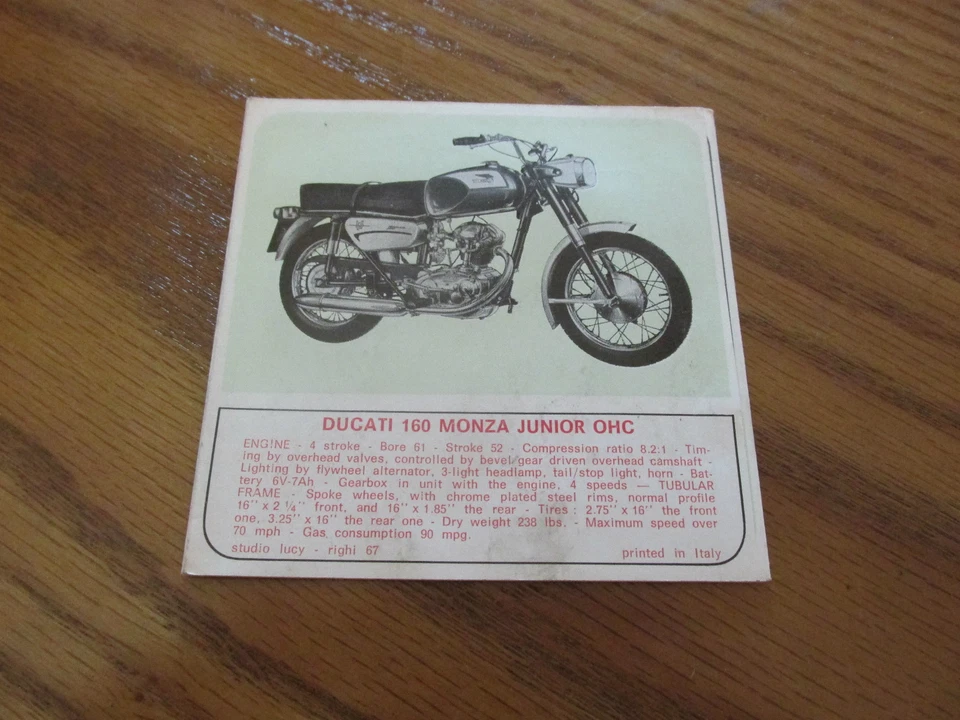 DUCATI 160 MONZA JUNIOR OHC
ENGINE - 4 stroke - Bore 61 - Stroke 52 - Compression ratio 8.2:1 - Tim-
ing by overhead valves, controlled by bevel/gear driven overhead camshaft -
Lighting by flywheel alternator, 3-light headlamp, tail/stop light, horn - Bat-
tery 6V-7Ah - Gearbox in unit with the engine, 4 speeds — TUBULAR
FRAME - Spoke wheels, with chrome plated steel rims, normal profile
16" x 2 ¼" front, and 16" x 1.85" the rear - Tires: 2.75" x 16" the front
one, 3.25" x 16" the rear one - Dry weight 238 lbs. - Maximum speed over
70 mph - Gas consumption 90 mpg.
studio lucy - righi 67
printed in Italy